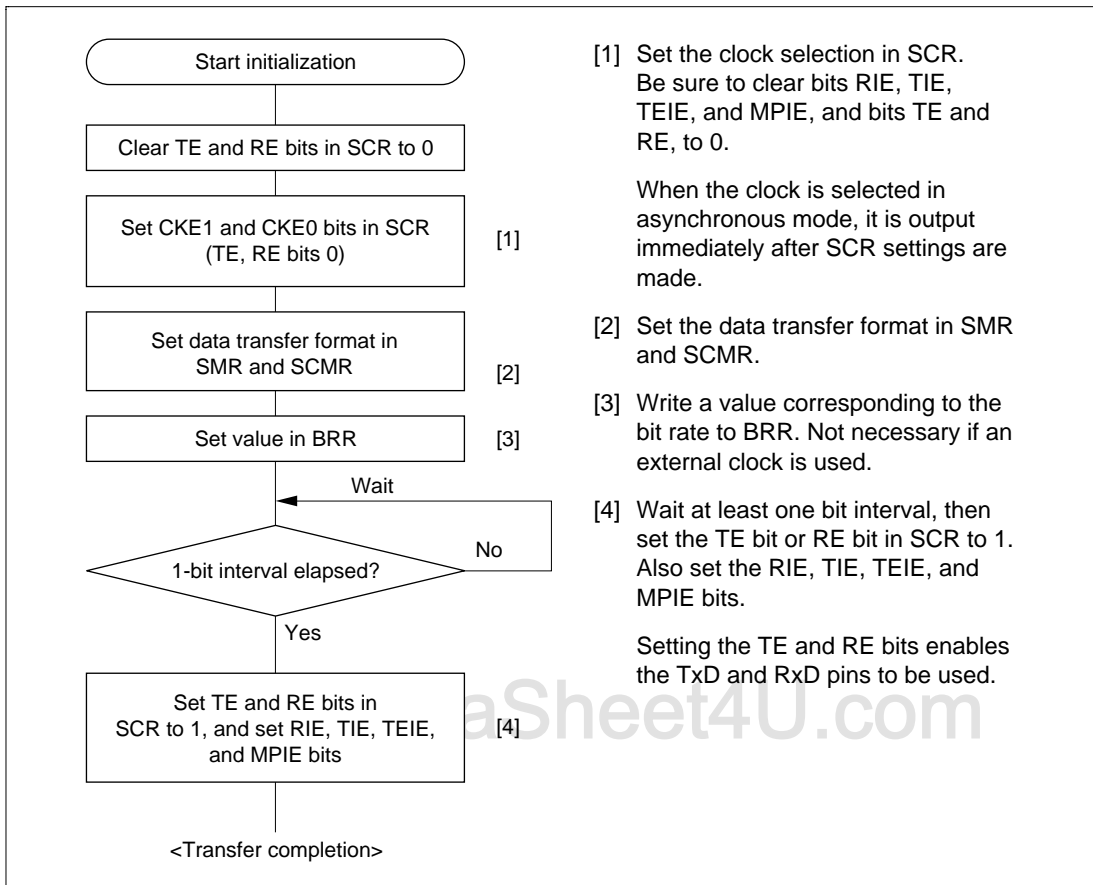 Start initialization
Clear TE and RE bits in SCR to 0
Set CKE1 and CKE0 bits in SCR
(TE, RE bits 0)
[1]
Set data transfer format in
SMR and SCMR
[2]
Set value in BRR
[3]
Wait
1-bit interval elapsed?
No
Yes
Set TE and RE bits in
SCR to 1, and set RIE, TIE, TEIE,
and MPIE bits
[4]
<Transfer completion>
[1] Set the clock selection in SCR.
Be sure to clear bits RIE, TIE,
TEIE, and MPIE, and bits TE and
RE, to 0.
When the clock is selected in
asynchronous mode, it is output
immediately after SCR settings are
made.
[2] Set the data transfer format in SMR
and SCMR.
[3] Write a value corresponding to the
bit rate to BRR. Not necessary if an
external clock is used.
[4] Wait at least one bit interval, then
set the TE bit or RE bit in SCR to 1.
Also set the RIE, TIE, TEIE, and
MPIE bits.
Setting the TE and RE bits enables
the TxD and RxD pins to be used.
aSheet4U.com